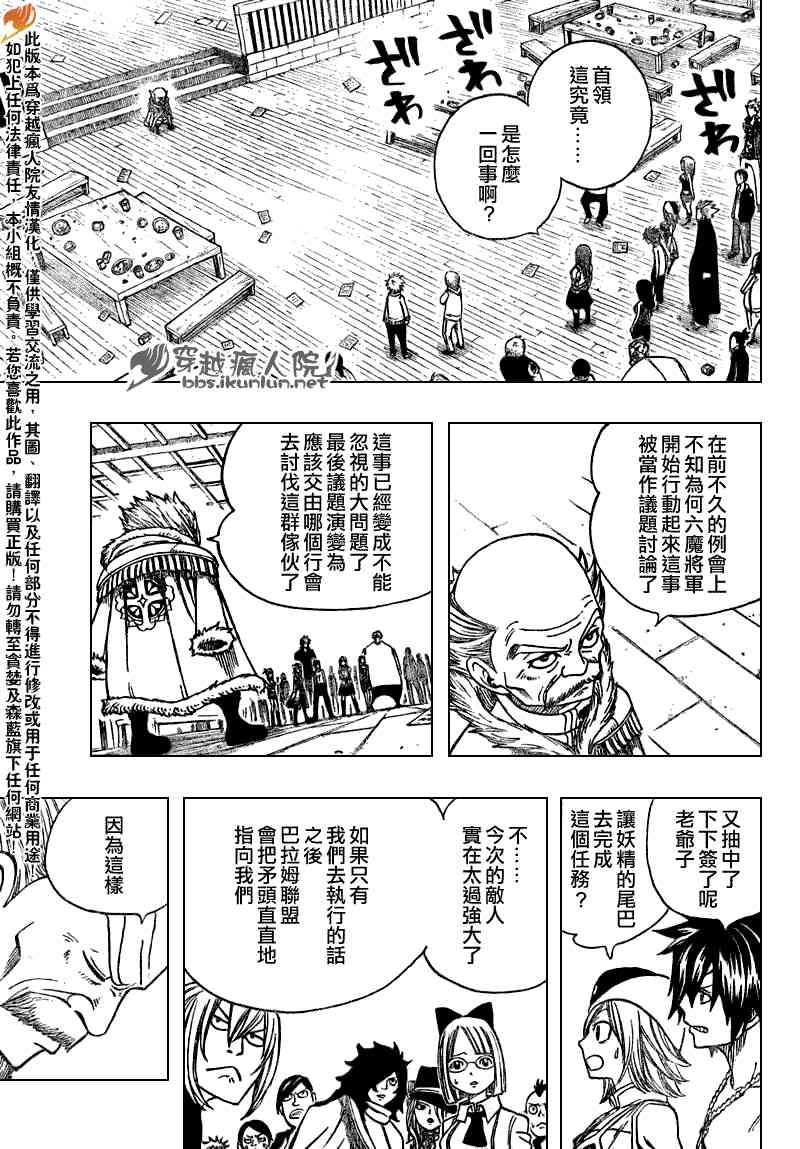 首領
這究竟……
是怎麼
一回事啊？
ざわ
ざわ
ざわ
在前不久的例會上
不知為何六魔將軍
開始行動起來這事
被當作議題討論了
這事已經變成不能
忽視的大問題了
最後議題演變為
應該交由哪個行會
去討伐這群傢伙了
又抽中了
下下簽了呢
老爺子
讓妖精的尾巴
去完成
這個任務？
不……
今次的敵人
實在太過強大了
如果只有
我們去執行的話
之後
巴拉姆聯盟
會把矛頭直直地
指向我們
因為這樣
穿越瘋人院
bbs.ikunlun.net
此版本爲穿越瘋人院友情漢化，僅供學習交流之用，其圖、翻譯以及任何部分不得進行修改或用于任何商業用途
如犯上任何法律責任，本小組概不負責。若您喜歡此作品，請購買正版！請勿轉至貪婪及森藍旗下任何網站！